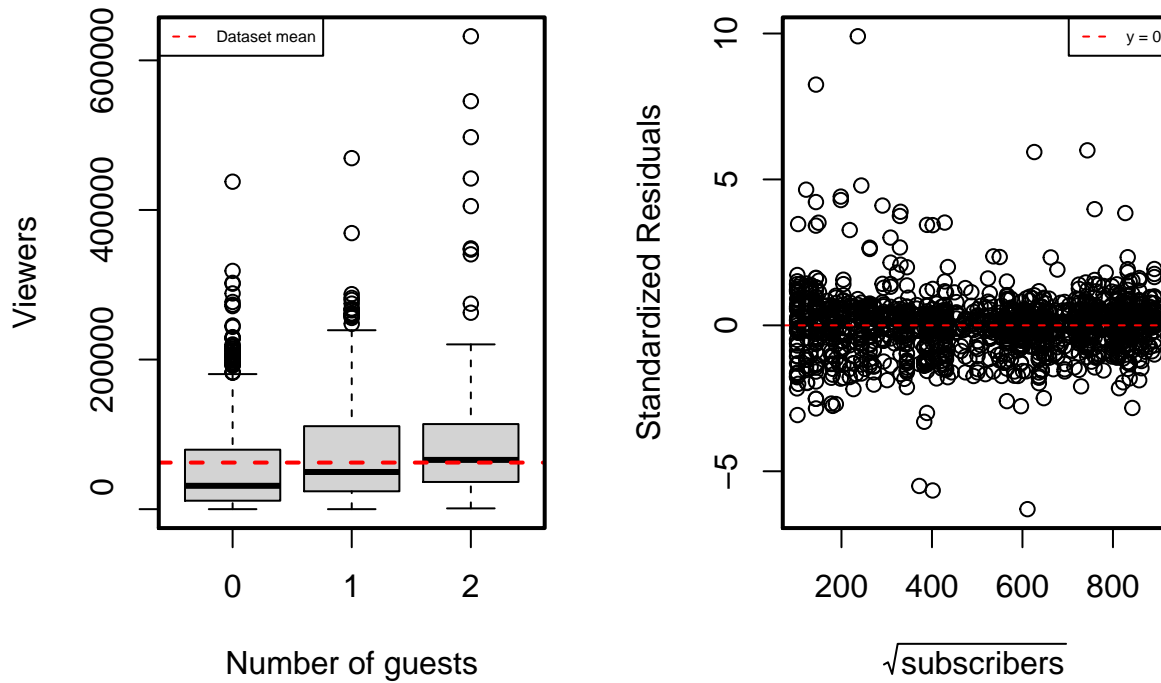 Dataset mean
Viewers
0
200000
400000
600000
0
1
2
Number of guests
y = 0
Standardized Residuals
−5
0
5
10
200
400
600
800
√subscribers